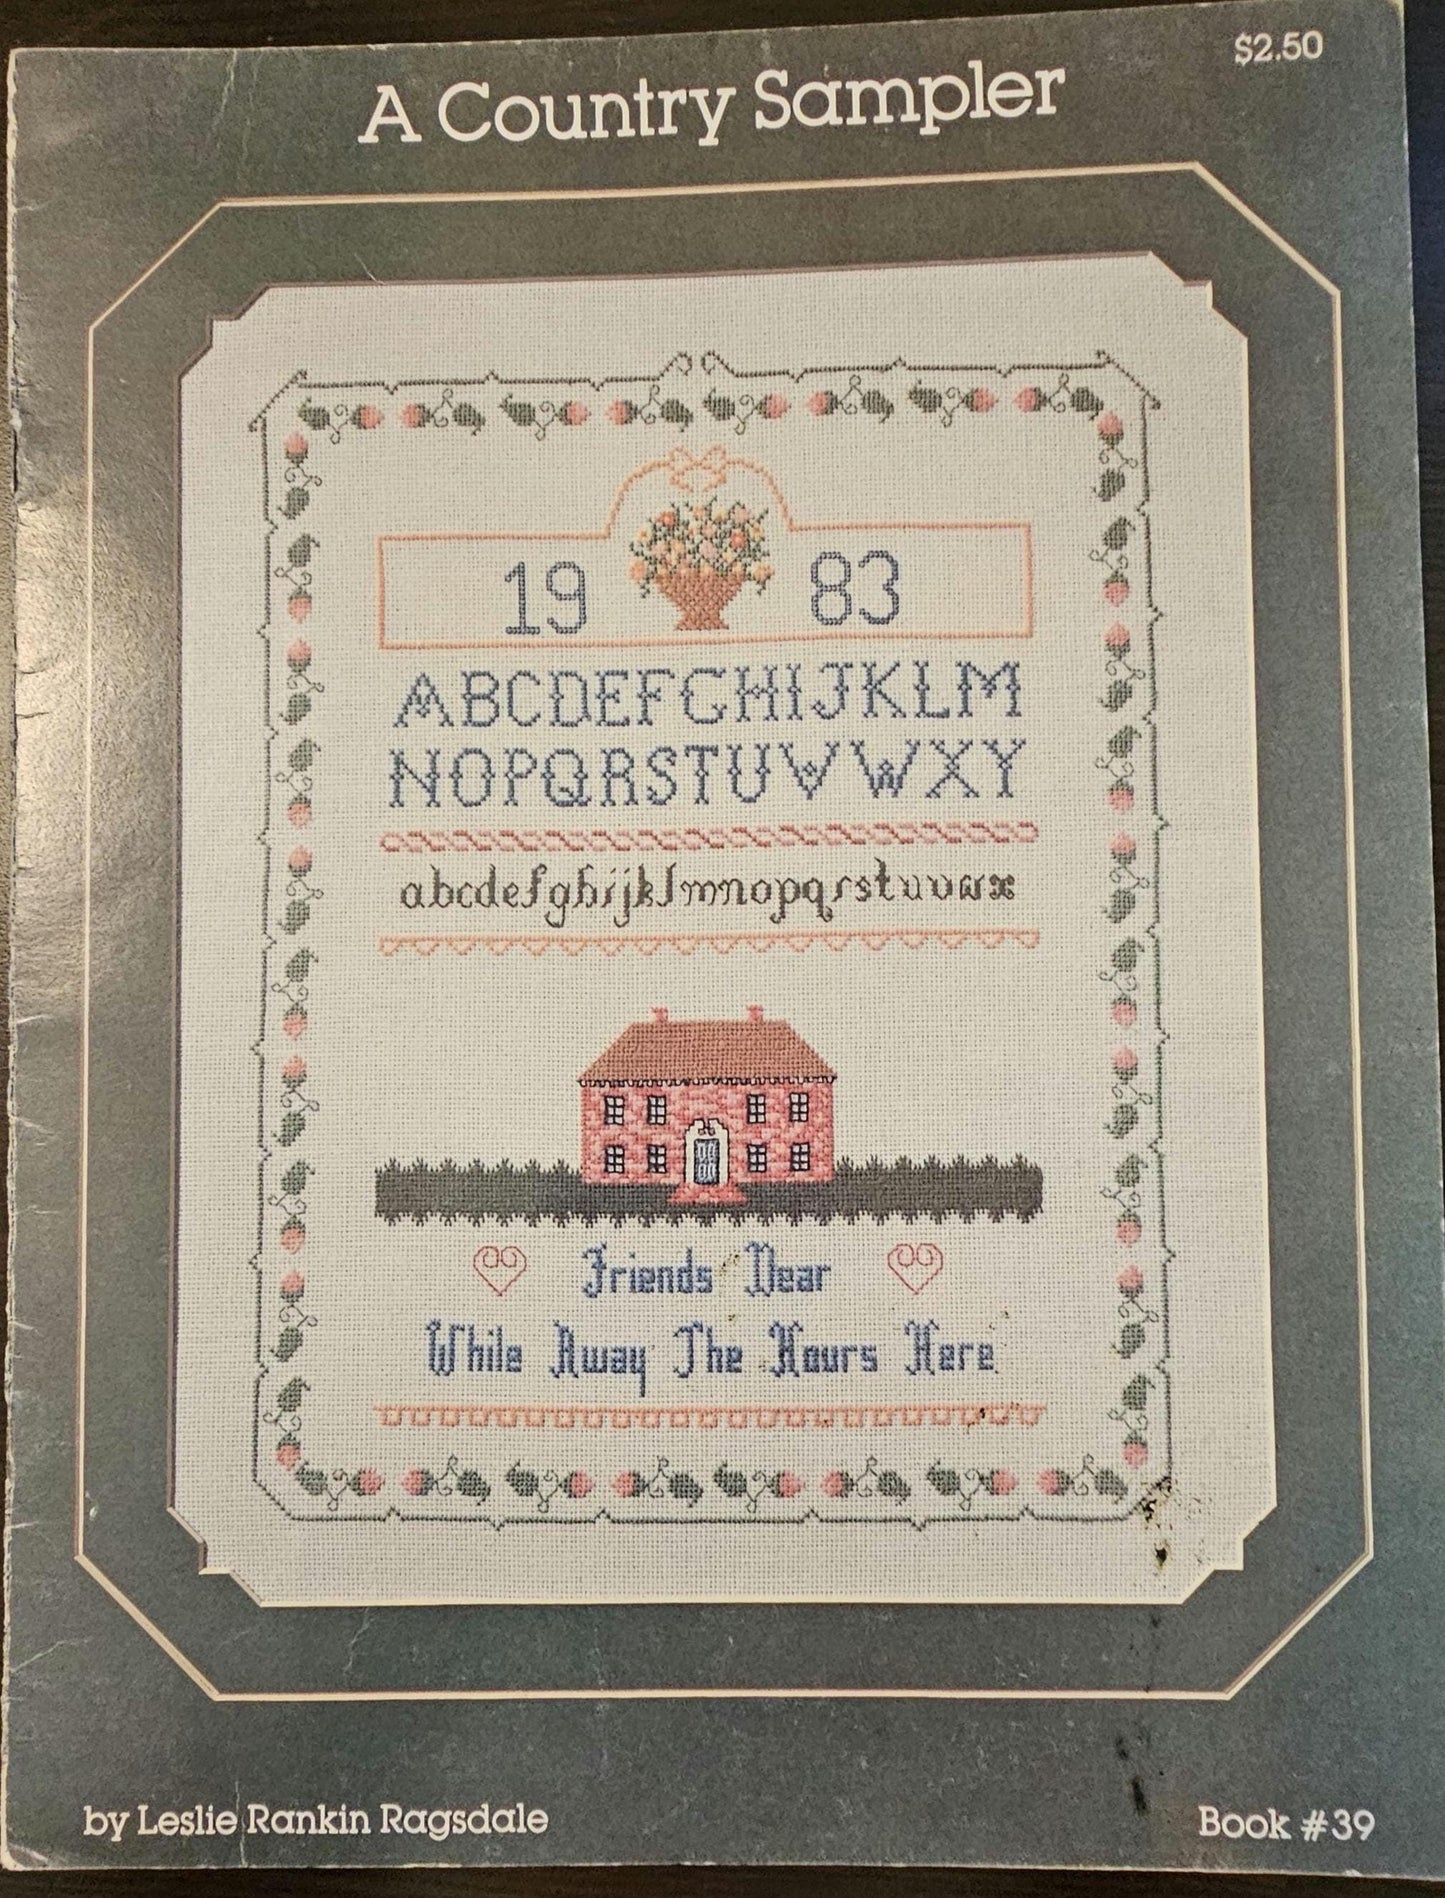 $2.50
A Country Sampler
19 83
ABCDEFGHIJKLM
NOPQRSTUVWXY
abcdefghijklmnopqrstuvwx
Friends Dear
While Away The Hours Here
by Leslie Rankin Ragsdale
Book #39